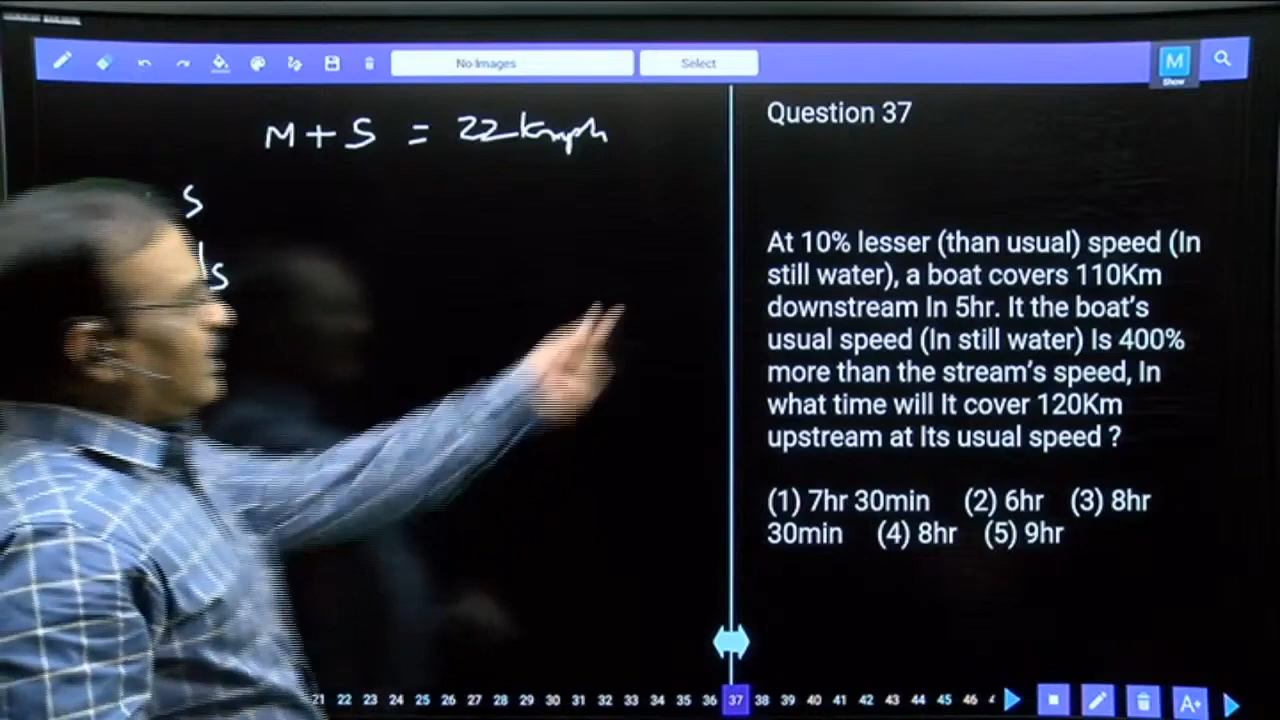 No Images
Select
M
Show
M + S = 22 kmph
S
S
Question 37
At 10% lesser (than usual) speed (In
still water), a boat covers 110Km
downstream In 5hr. It the boat's
usual speed (In still water) Is 400%
more than the stream's speed, In
what time will It cover 120Km
upstream at Its usual speed ?
(1) 7hr 30min (2) 6hr (3) 8hr
30min (4) 8hr (5) 9hr
21 22 23 24 25 26 27 28 29 30 31 32 33 34 35 36 37 38 39 40 41 42 43 44 45 46
A+